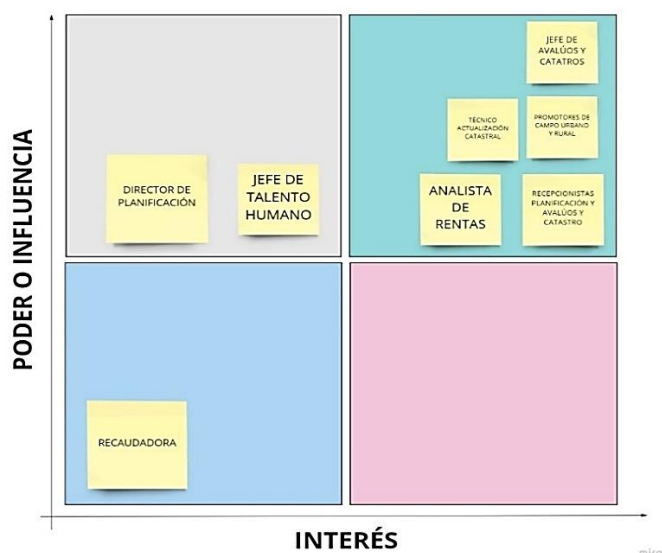 JEFE DE
AVALÚOS Y
CATATROS
TÉCNICO
ACTUALIZACIÓN
CATASTRAL
PROMOTORES DE
CAMPO URBANO
Y RURAL
DIRECTOR DE
PLANIFICACIÓN
JEFE DE
TALENTO
HUMANO
ANALISTA
DE
RENTAS
RECEPCIONISTAS
PLANIFICACIÓN Y
AVALÚOS Y
CATASTRO
PODER O INFLUENCIA
RECAUDADORA
INTERÉS
miro